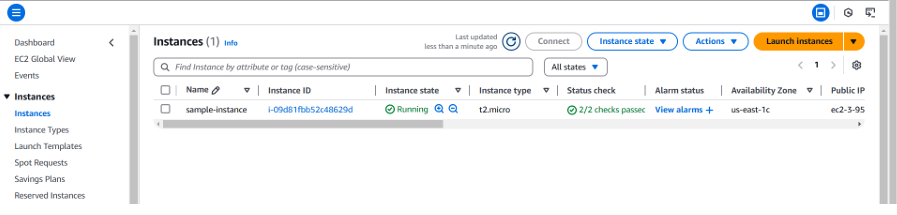 Dashboard
EC2 Global View
Events
Instances
Instances
Instance Types
Launch Templates
Spot Requests
Savings Plans
Reserved Instances
Instances (1) Info
Last updated
less than a minute ago
Connect
Instance state
Actions
Launch instances
Find Instance by attribute or tag (case-sensitive)
All states
1
Name Instance ID Instance state Instance type Status check Alarm status Availability Zone Public IP
sample-instance i-09d81fbb52c48629d Running t2.micro 2/2 checks passec View alarms + us-east-1c ec2-3-95